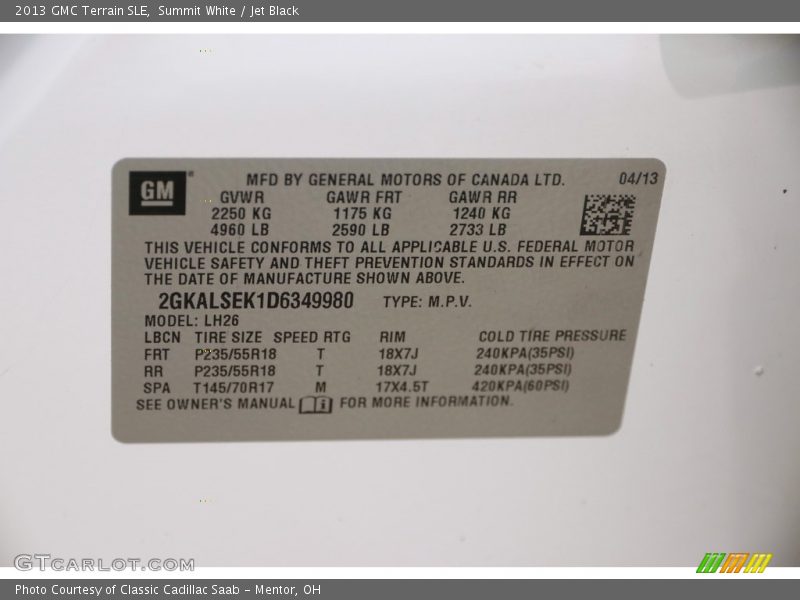 2013 GMC Terrain SLE, Summit White / Jet Black
GM
MFD BY GENERAL MOTORS OF CANADA LTD. 04/13
GVWR GAWR FRT GAWR RR
2250 KG 1175 KG 1240 KG
4960 LB 2590 LB 2733 LB
THIS VEHICLE CONFORMS TO ALL APPLICABLE U.S. FEDERAL MOTOR
VEHICLE SAFETY AND THEFT PREVENTION STANDARDS IN EFFECT ON
THE DATE OF MANUFACTURE SHOWN ABOVE.
2GKALSEK1D6349980 TYPE: M.P.V.
MODEL: LH26
LBCN TIRE SIZE SPEED RTG RIM COLD TIRE PRESSURE
FRT P235/55R18 T 18X7J 240KPA(35PSI)
RR P235/55R18 T 18X7J 240KPA(35PSI)
SPA T145/70R17 M 17X4.5T 420KPA(60PSI)
SEE OWNER'S MANUAL FOR MORE INFORMATION.
GTCARLOT.COM
Photo Courtesy of Classic Cadillac Saab - Mentor, OH